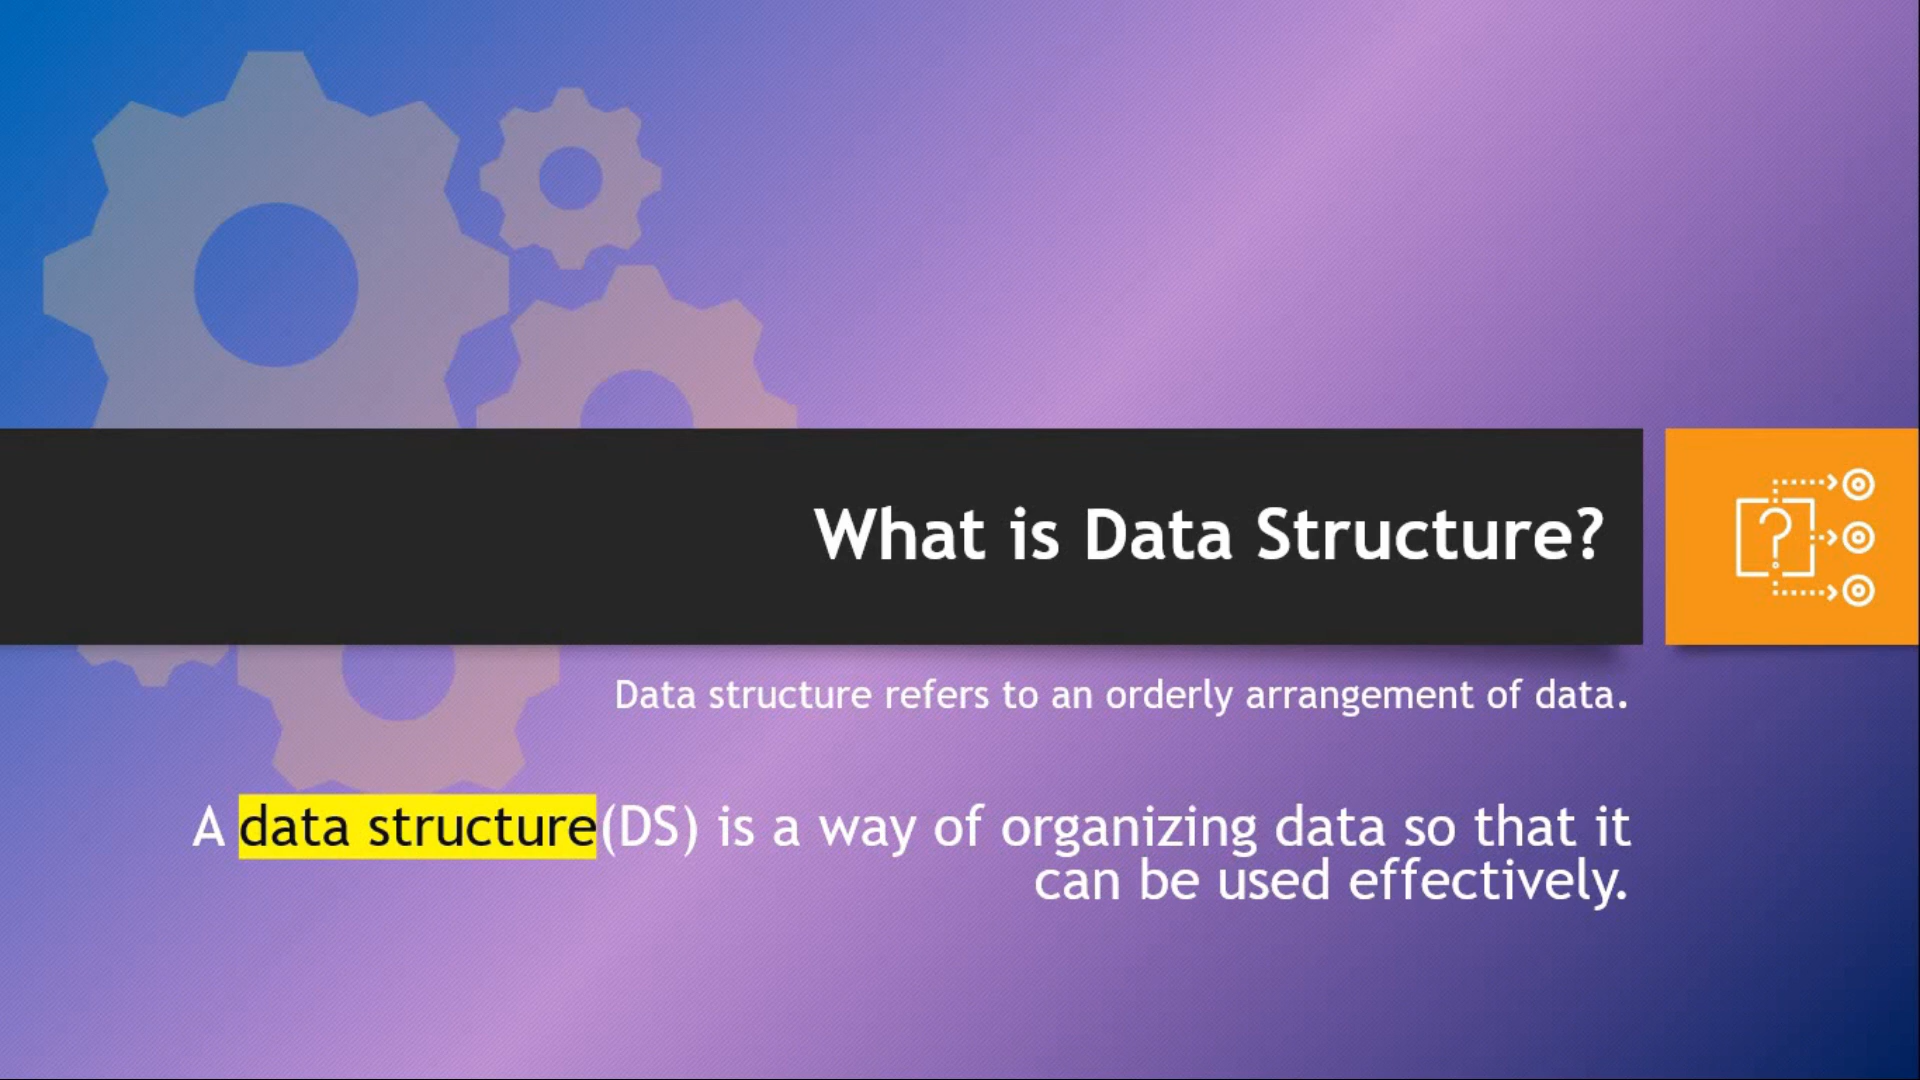 What is Data Structure?
Data structure refers to an orderly arrangement of data.
A data structure(DS) is a way of organizing data so that it
can be used effectively.